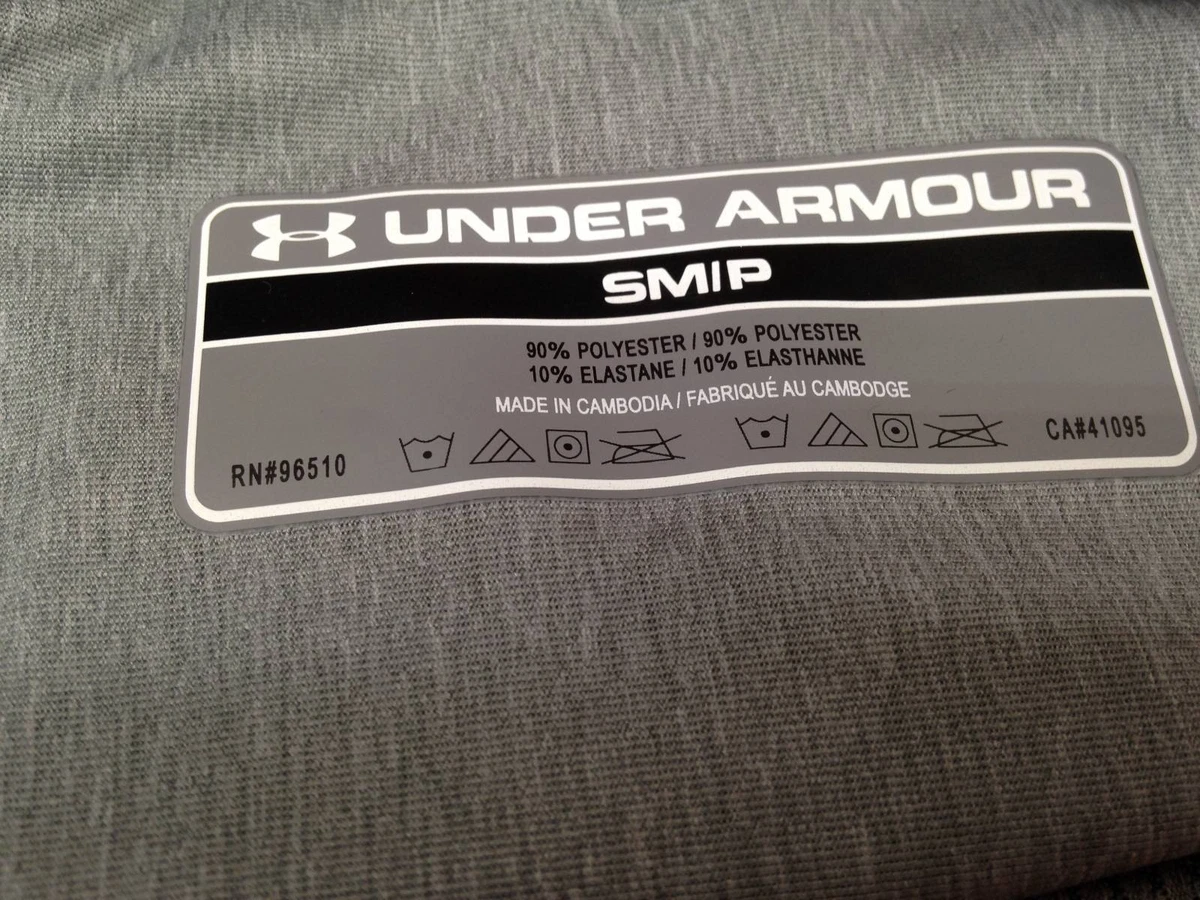 UNDER ARMOUR
SM/P
90% POLYESTER / 90% POLYESTER
10% ELASTANE / 10% ELASTHANNE
MADE IN CAMBODIA / FABRIQUÉ AU CAMBODGE
RN#96510 CA#41095